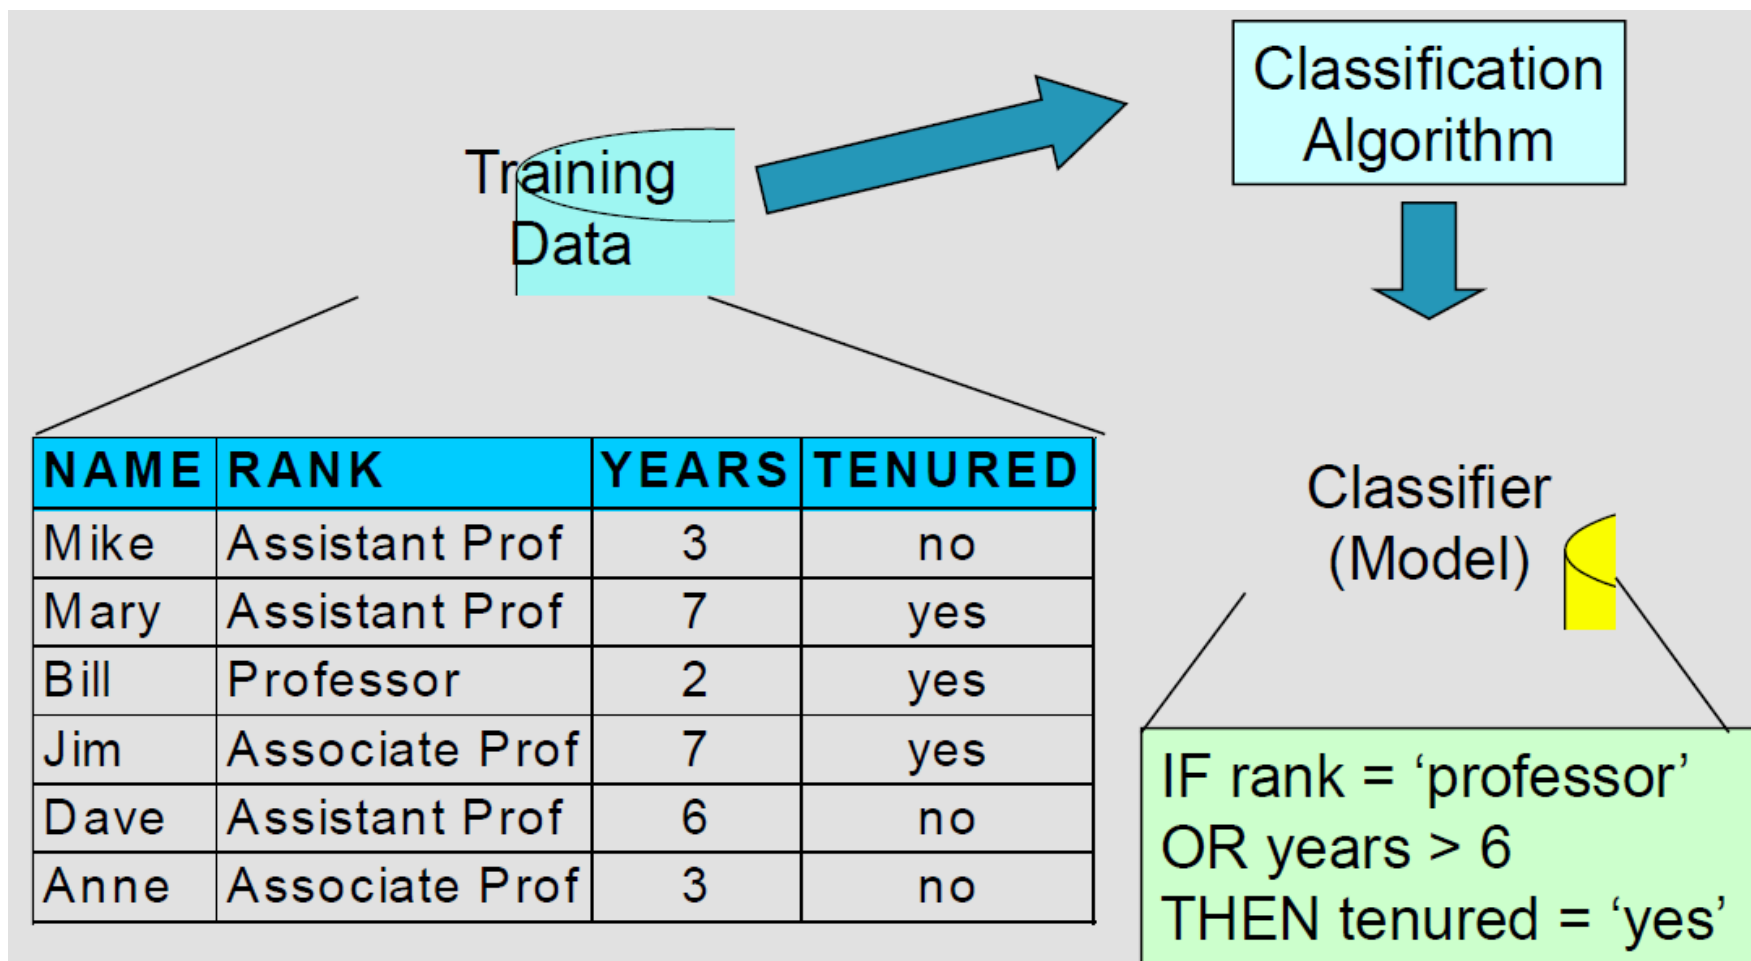 Classification
Algorithm
Training
Data
NAME RANK YEARS TENURED
Mike Assistant Prof 3 no
Mary Assistant Prof 7 yes
Bill Professor 2 yes
Jim Associate Prof 7 yes
Dave Assistant Prof 6 no
Anne Associate Prof 3 no
Classifier
(Model)
IF rank = ‘professor’
OR years > 6
THEN tenured = ‘yes’